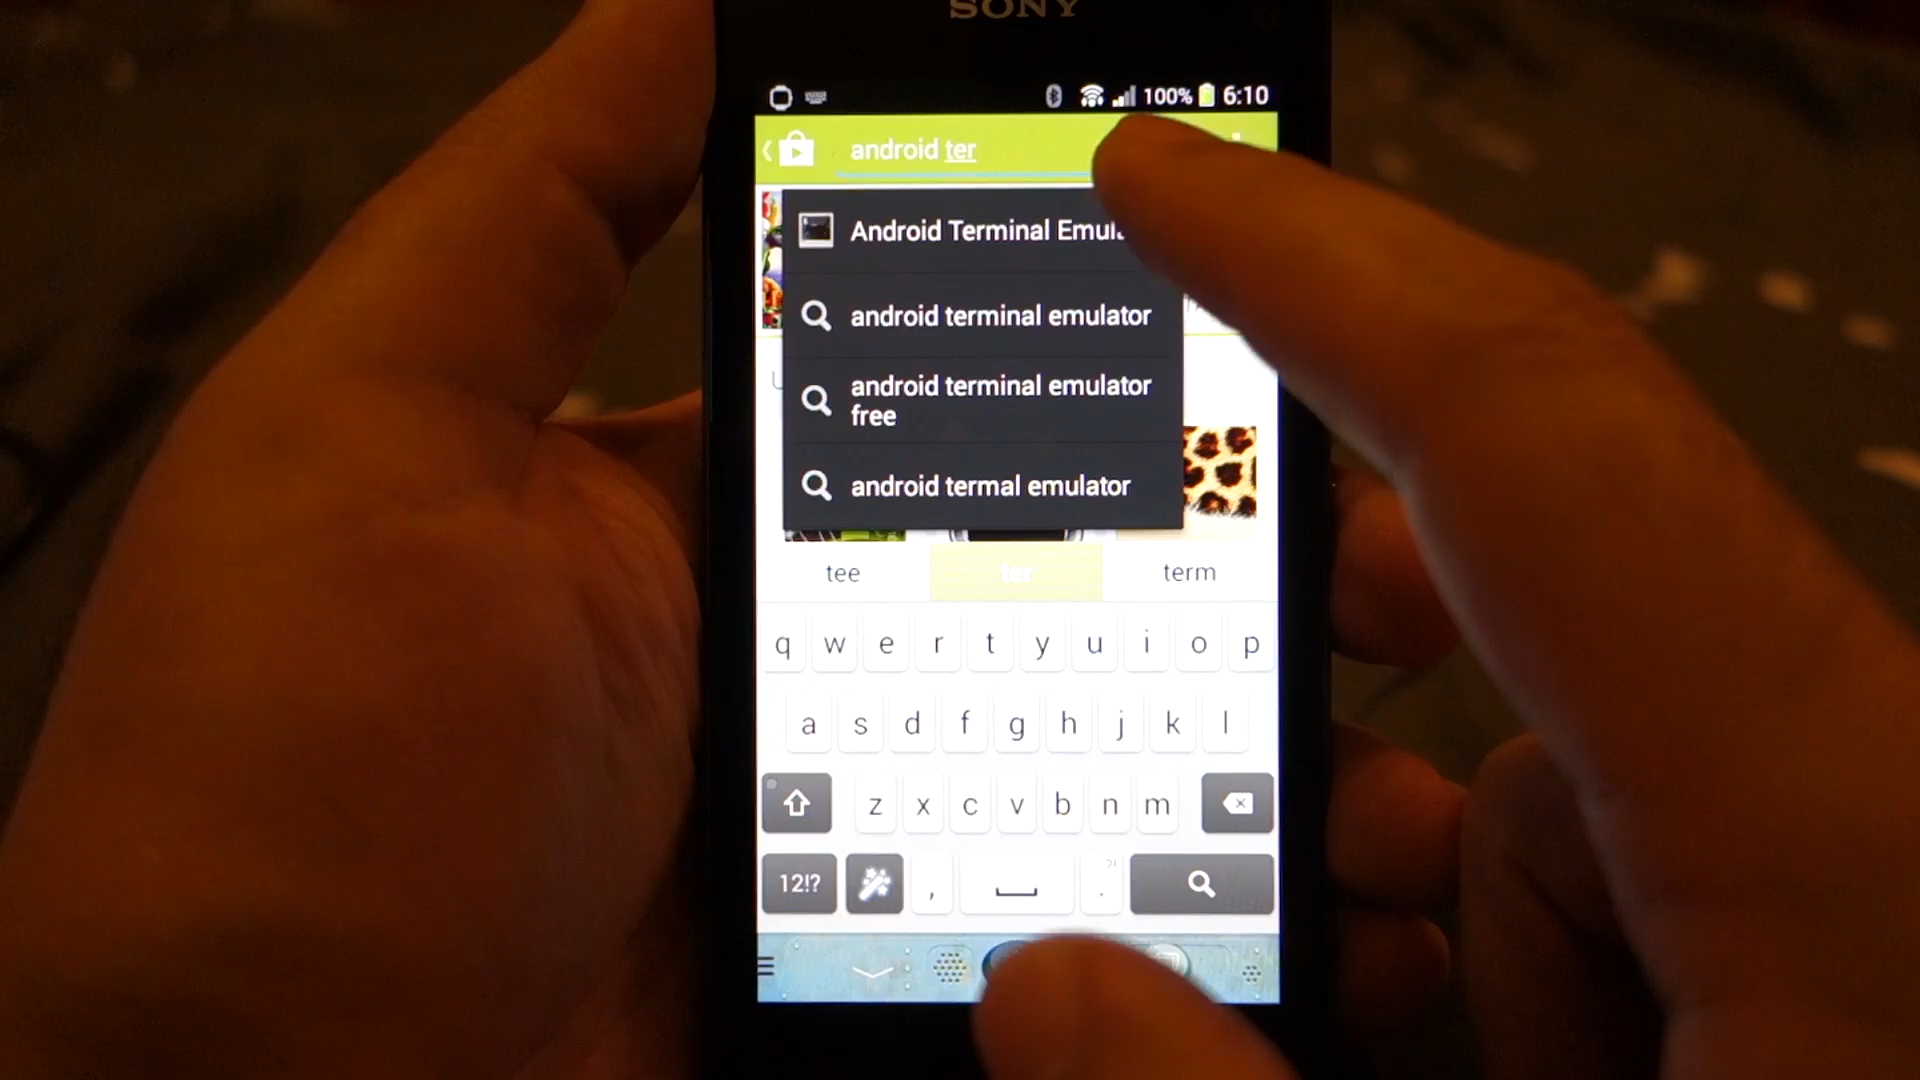 SONY
100% 6:10
android ter
Android Terminal
android terminal emulator
android terminal emulator
free
android termal emulator
tee ter term
q w e r t y u i o p
a s d f g h j k l
z x c v b n m
12!? , . ?!